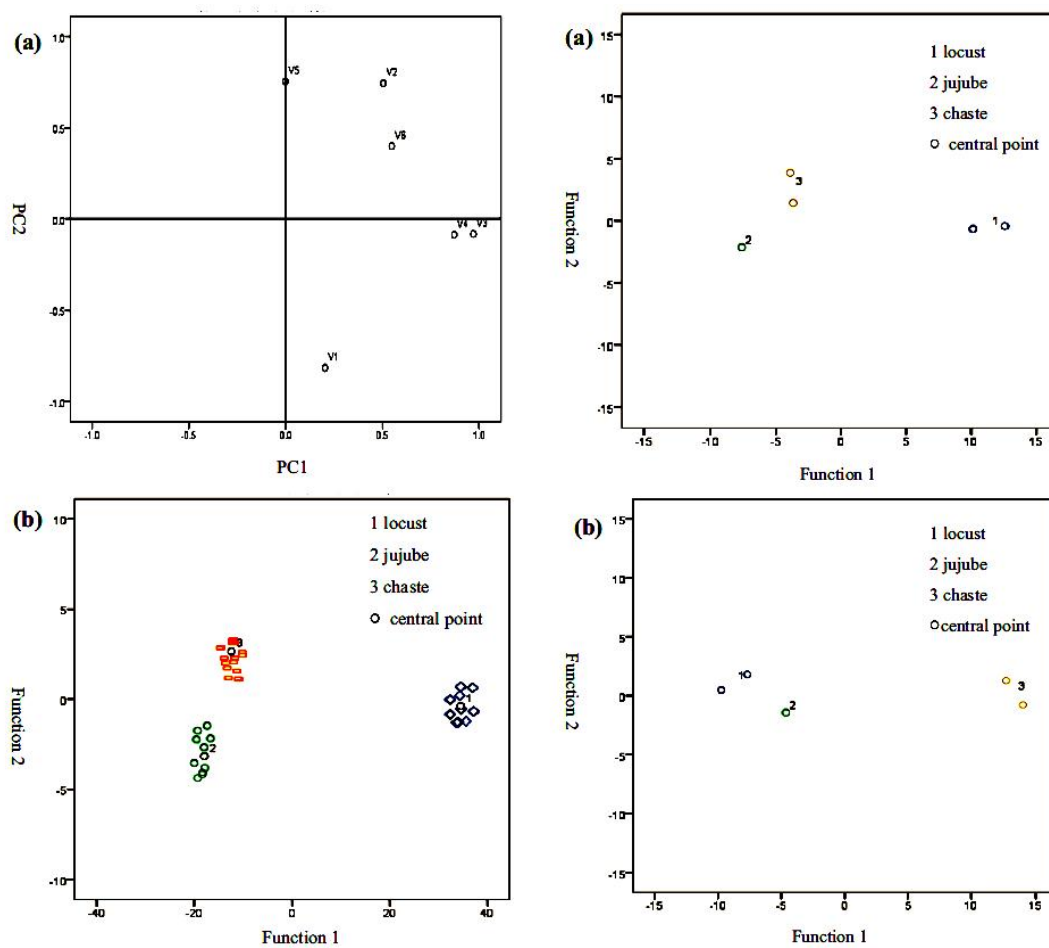 (a)
1.0
0.5
0.0
-0.5
-1.0
PC2
V5
V2
V6
V4 V3
V1
-1.0 -0.5 0.0 0.5 1.0
PC1
(a)
15
10
5
0
-5
-10
-15
Function 2
1 locust
2 jujube
3 chaste
central point
3
2
1
-15 -10 -5 0 5 10 15
Function 1
(b)
10
5
0
-5
-10
Function 2
1 locust
2 jujube
3 chaste
central point
3
1
2
-40 -20 0 20 40
Function 1
(b)
15
10
5
0
-5
-10
-15
Function 2
1 locust
2 jujube
3 chaste
central point
1
3
2
-15 -10 -5 0 5 10 15
Function 1